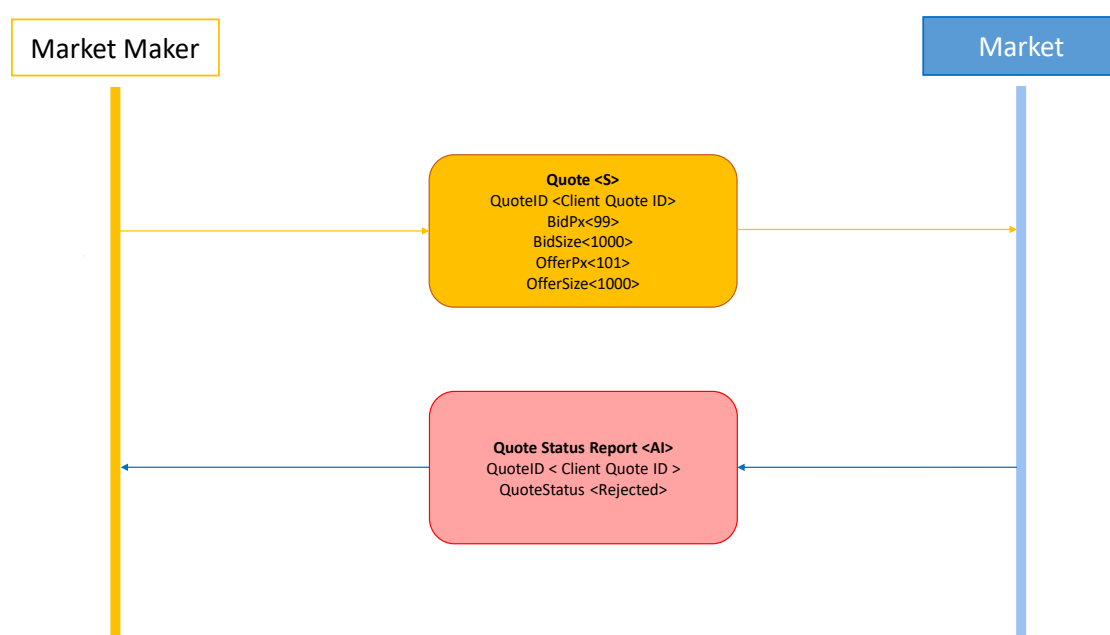 Market Maker
Market
Quote <S>
QuoteID <Client Quote ID>
BidPx<99>
BidSize<1000>
OfferPx<101>
OfferSize<1000>
Quote Status Report <AI>
QuoteID < Client Quote ID >
QuoteStatus <Rejected>